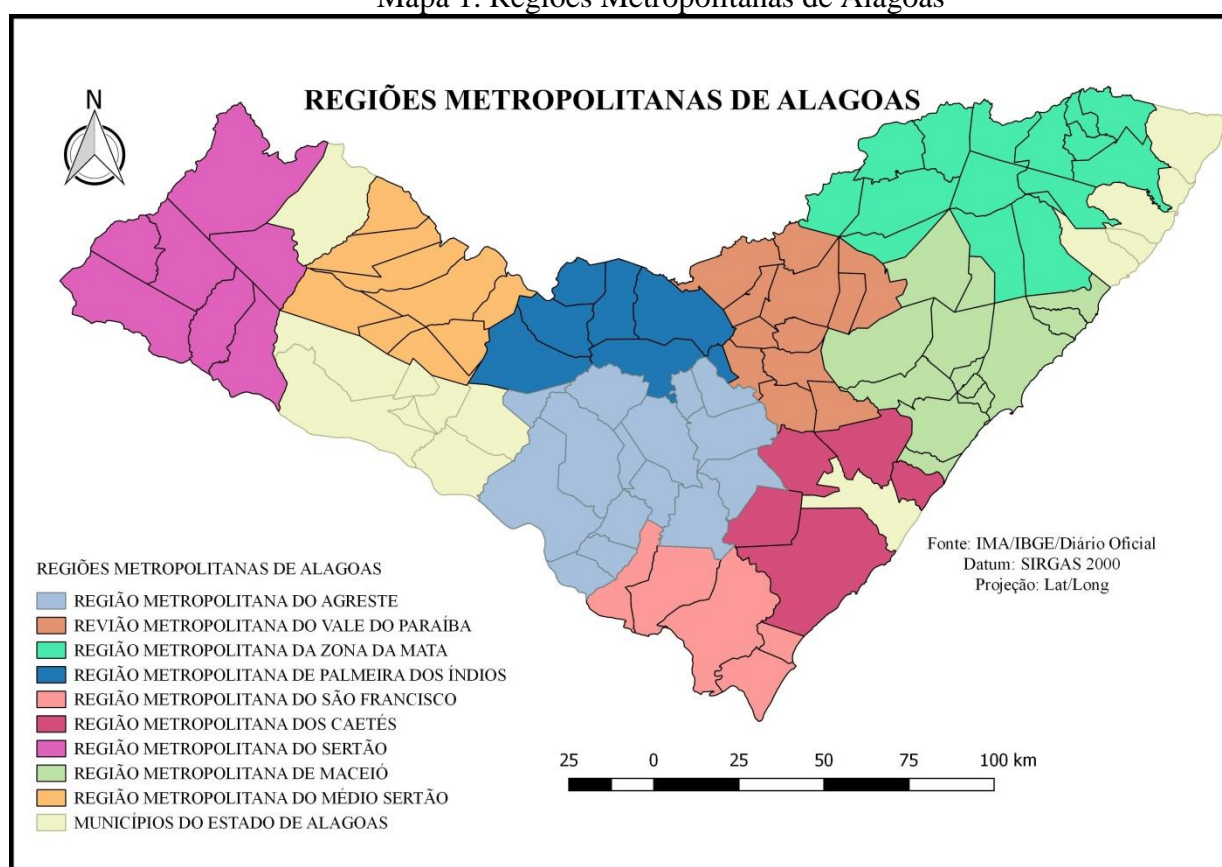 Mapa 1: Regiões Metropolitanas de Alagoas
REGIÕES METROPOLITANAS DE ALAGOAS
N
Fonte: IMA/IBGE/Diário Oficial
Datum: SIRGAS 2000
Projeção: Lat/Long
REGIÕES METROPOLITANAS DE ALAGOAS
REGIÃO METROPOLITANA DO AGRESTE
REVIÃO METROPOLITANA DO VALE DO PARAÍBA
REGIÃO METROPOLITANA DA ZONA DA MATA
REGIÃO METROPOLITANA DE PALMEIRA DOS ÍNDIOS
REGIÃO METROPOLITANA DO SÃO FRANCISCO
REGIÃO METROPOLITANA DOS CAETÉS
REGIÃO METROPOLITANA DO SERTÃO
REGIÃO METROPOLITANA DE MACEIÓ
REGIÃO METROPOLITANA DO MÉDIO SERTÃO
MUNICÍPIOS DO ESTADO DE ALAGOAS
25 0 25 50 75 100 km